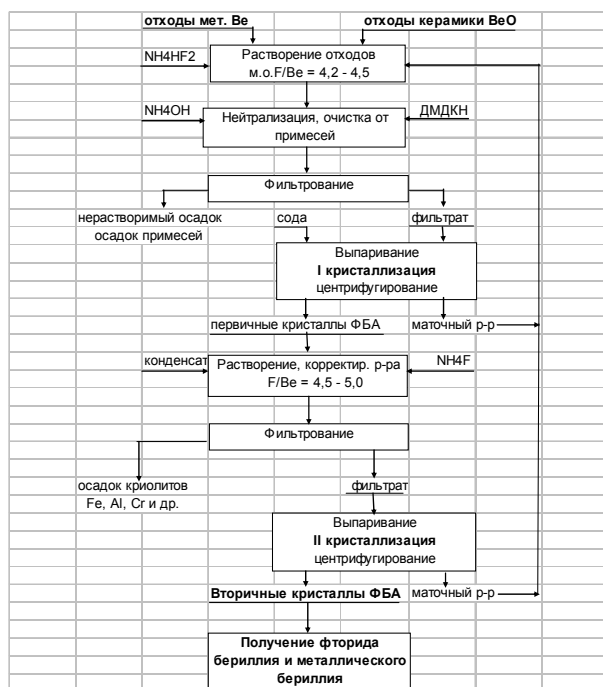 отходы мет. Be
отходы керамики BeO
NH4HF2
Растворение отходов
м.о.F/Be = 4,2 - 4,5
NH4OH
ДМДКН
Нейтрализация, очистка от
примесей
Фильтрование
нерастворимый осадок
осадок примесей
сода
фильтрат
Выпаривание
I кристаллизация
центрифугирование
первичные кристаллы ФБА
маточный р-р
конденсат
NH4F
Растворение, корректир. р-ра
F/Be = 4,5 - 5,0
Фильтрование
осадок криолитов
Fe, Al, Cr и др.
фильтрат
Выпаривание
II кристаллизация
центрифугирование
Вторичные кристаллы ФБА
маточный р-р
Получение фторида
бериллия и металлического
бериллия